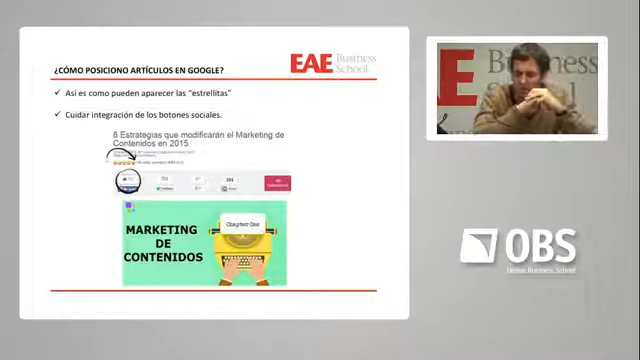 ¿CÓMO POSICIONO ARTÍCULOS EN GOOGLE?
EAE Business School
✓ Así es como pueden aparecer las "estrellitas"
✓ Cuidar integración de los botones sociales.
8 Estrategias que modificarán el Marketing de
Contenidos en 2015
MARKETING
DE
CONTENIDOS
Chapter One
EAE Business
School
OBS
Online Business School